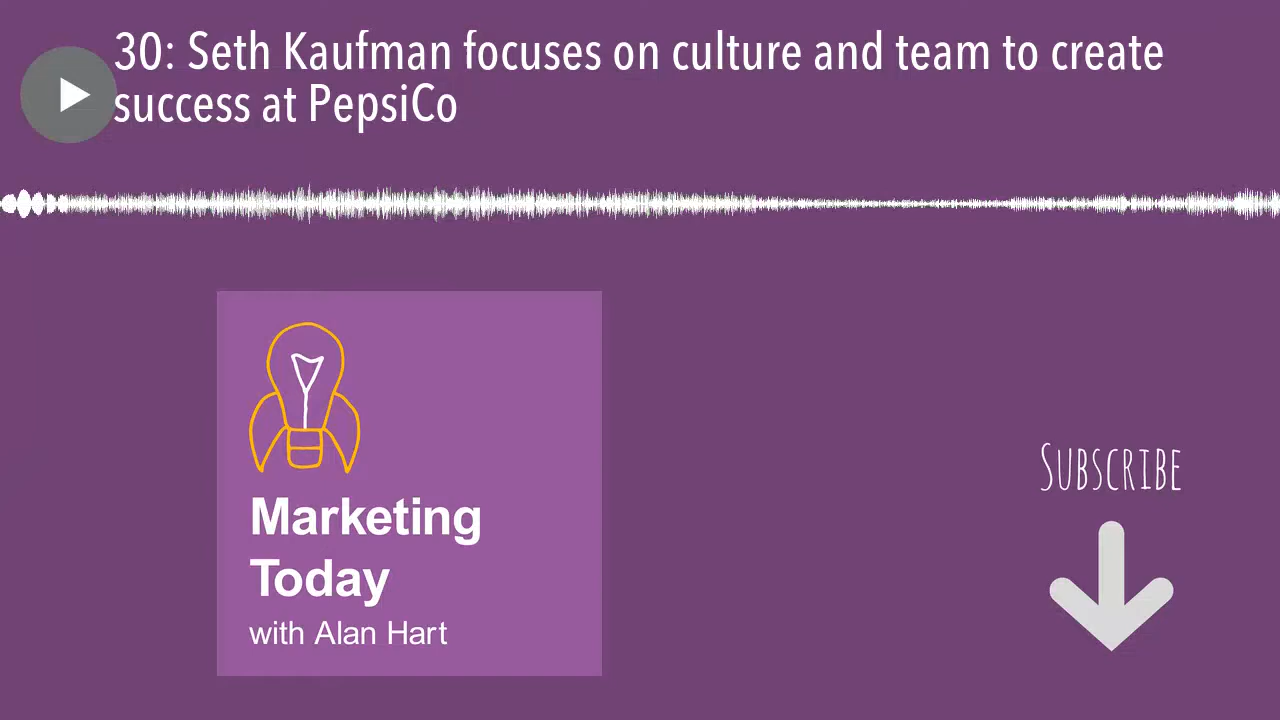 30: Seth Kaufman focuses on culture and team to create
success at PepsiCo
Marketing
Today
with Alan Hart
Subscribe